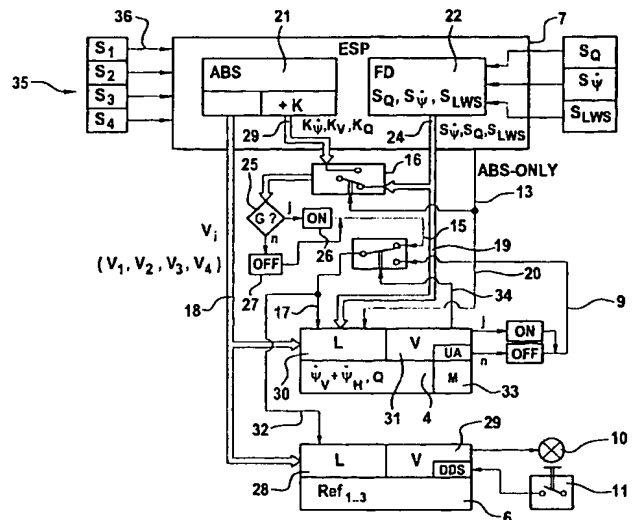 36
21
22
7
ESP
S1
S2
S3
S4
35
ABS
+ K
FD
SQ, Sψ̇, SLWS
SQ
Sψ̇
SLWS
29
Kψ̇, KV, KQ
24
Sψ̇, SQ, SLWS
16
ABS-ONLY
13
25
G ?
j
ON
n
26
OFF
27
15
19
20
9
Vi
( V1, V2, V3, V4 )
18
17
34
L
V
j
ON
n
OFF
UA
30
ψ̇V + ψ̇H, Q
31
4
M
33
32
29
10
L
V
DDS
28
Ref1..3
6
11